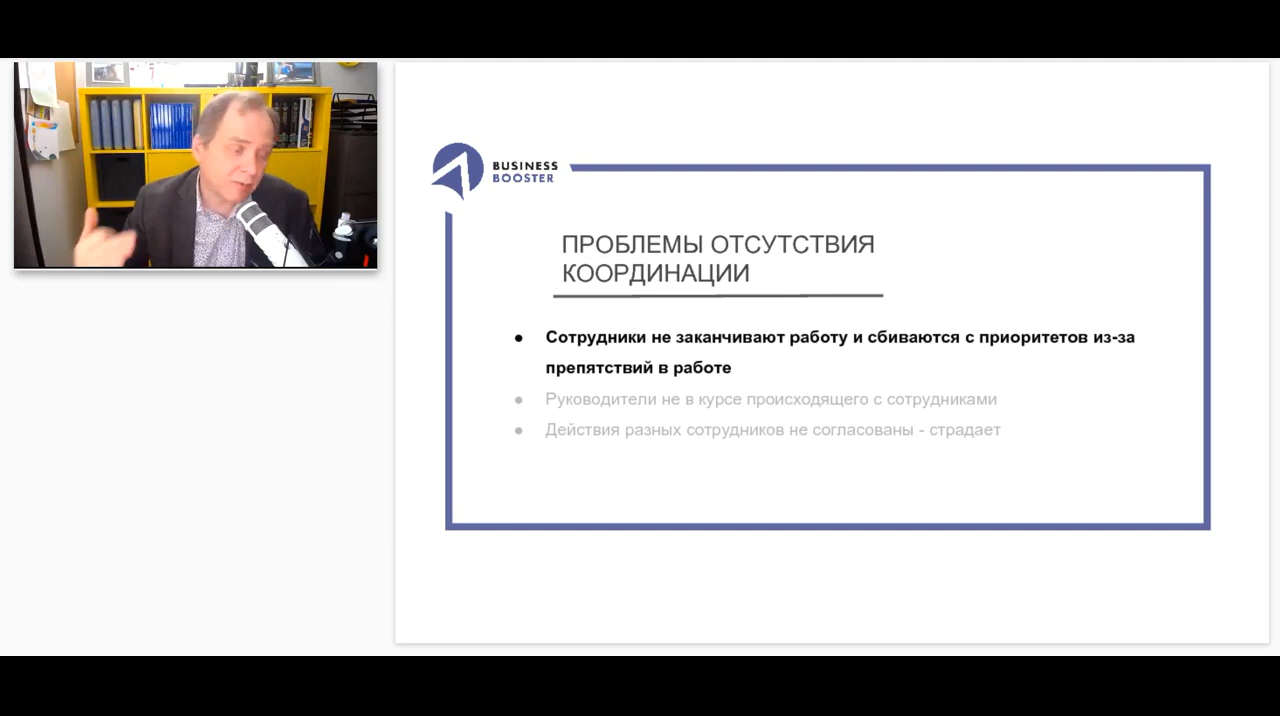 BUSINESS
BOOSTER
ПРОБЛЕМЫ ОТСУТСТВИЯ
КООРДИНАЦИИ
● Сотрудники не заканчивают работу и сбиваются с приоритетов из-за
препятствий в работе
● Руководители не в курсе происходящего с сотрудниками
● Действия разных сотрудников не согласованы - страдает